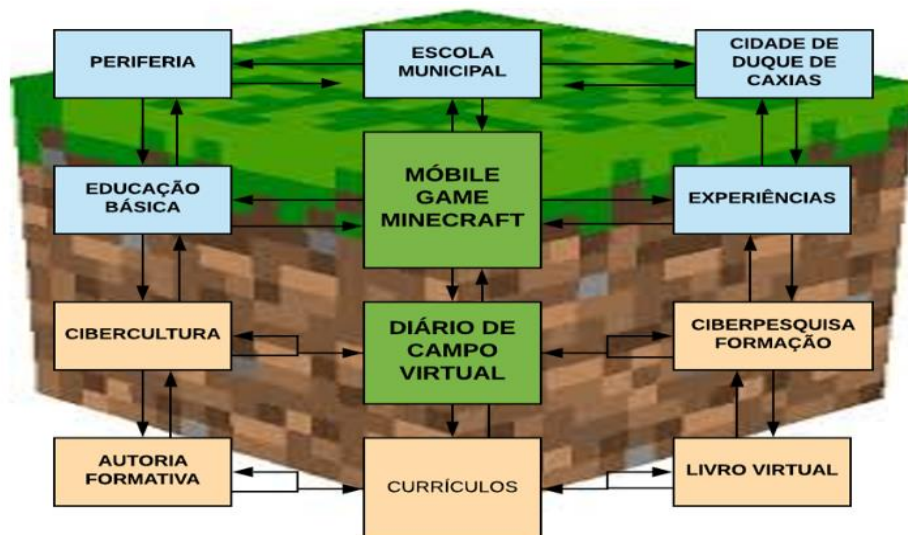 PERIFERIA
ESCOLA
MUNICIPAL
CIDADE DE
DUQUE DE
CAXIAS
EDUCAÇÃO
BÁSICA
MÓBILE
GAME
MINECRAFT
EXPERIÊNCIAS
CIBERCULTURA
DIÁRIO DE
CAMPO
VIRTUAL
CIBERPESQUISA
FORMAÇÃO
AUTORIA
FORMATIVA
CURRÍCULOS
LIVRO VIRTUAL